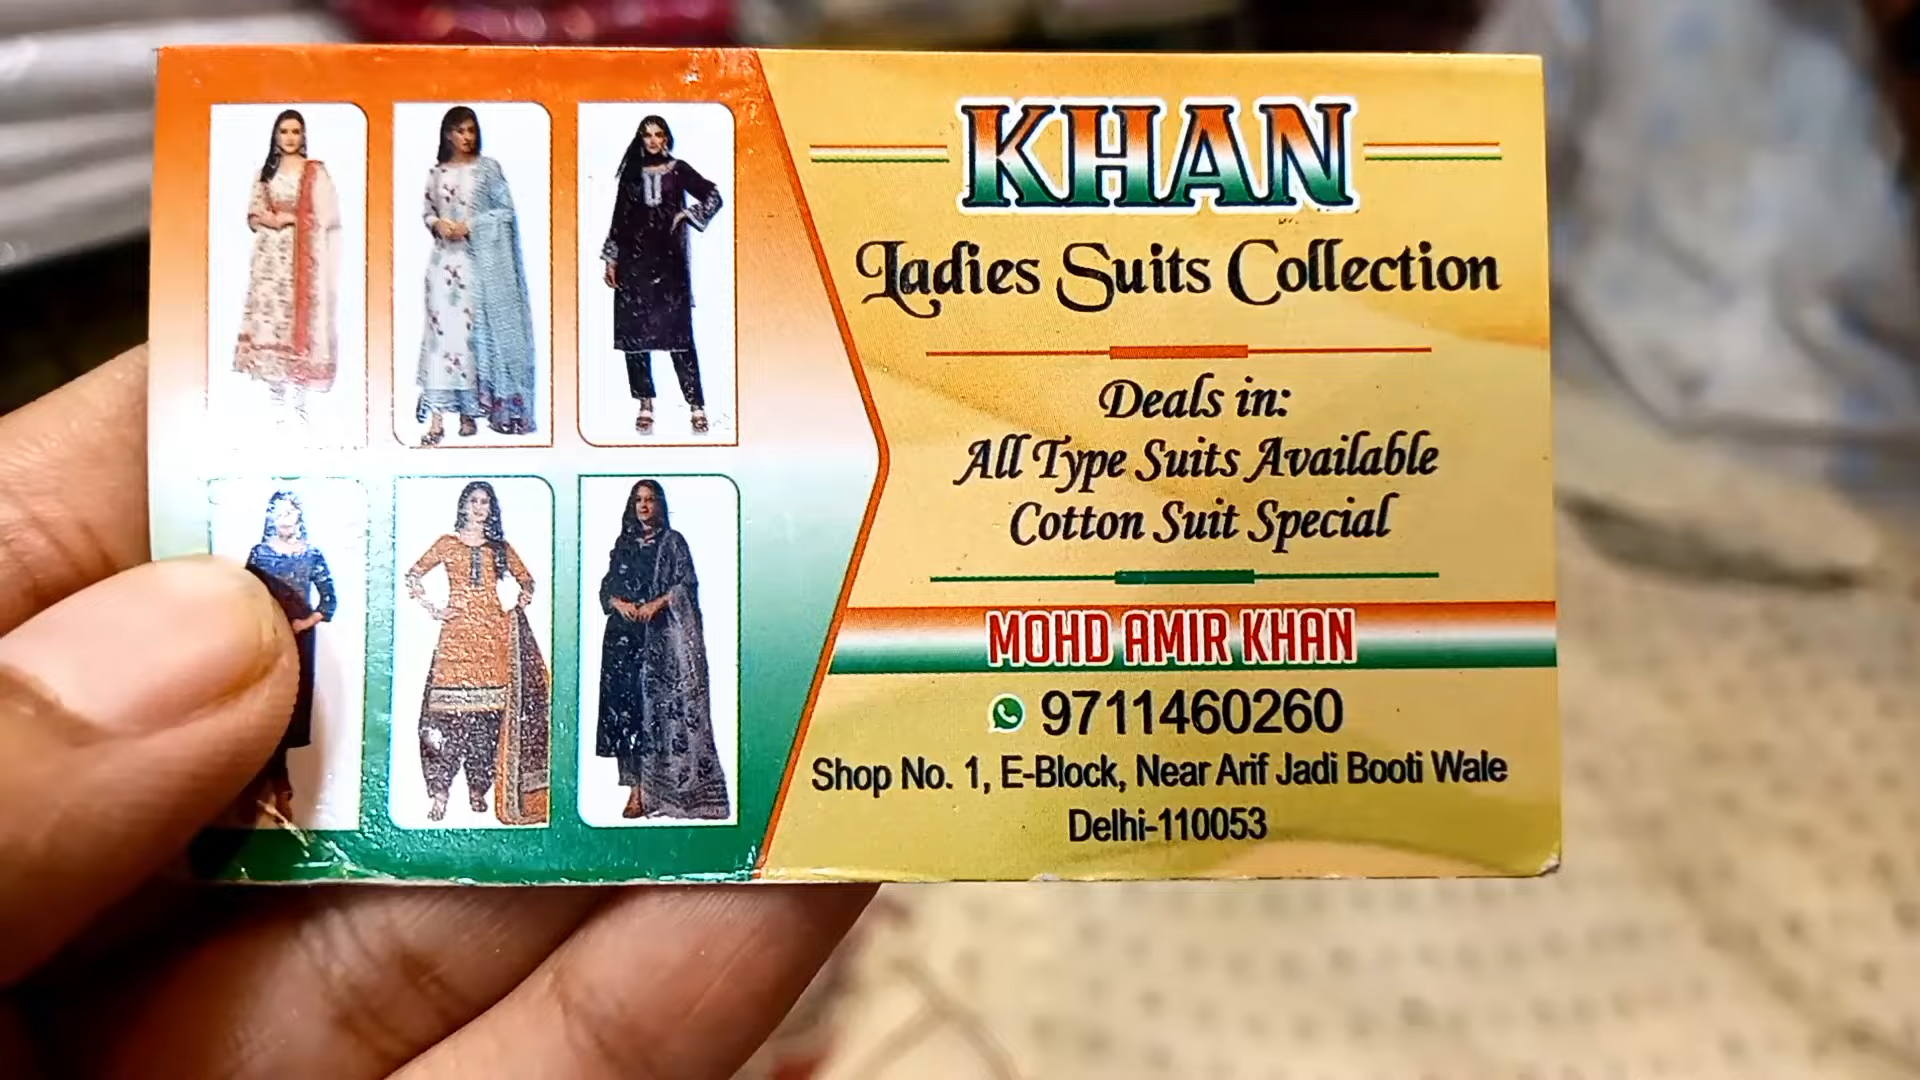 KHAN
Ladies Suits Collection
Deals in:
All Type Suits Available
Cotton Suit Special
MOHD AMIR KHAN
9711460260
Shop No. 1, E-Block, Near Arif Jadi Booti Wale
Delhi-110053